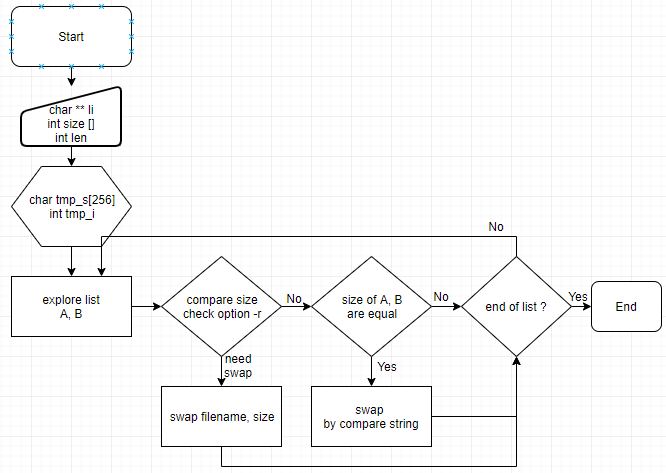 Start
char ** li
int size []
int len
char tmp_s[256]
int tmp_i
No
explore list
A, B
compare size
check option -r
No
size of A, B
are equal
No
end of list ?
Yes
End
need
swap
Yes
swap filename, size
swap
by compare string